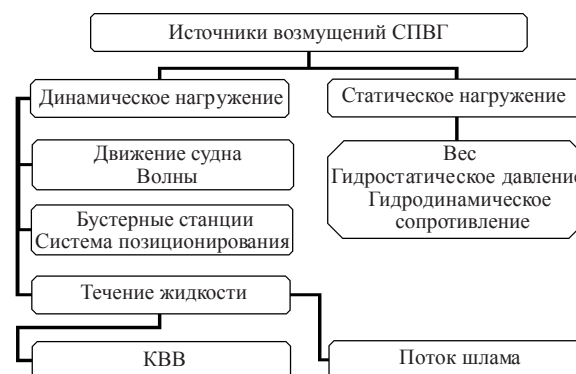 Источники возмущений СПВГ
Динамическое нагружение
Статическое нагружение
Движение судна
Волны
Вес
Гидростатическое давление
Гидродинамическое
сопротивление
Бустерные станции
Система позиционирования
Течение жидкости
КВВ
Поток шлама